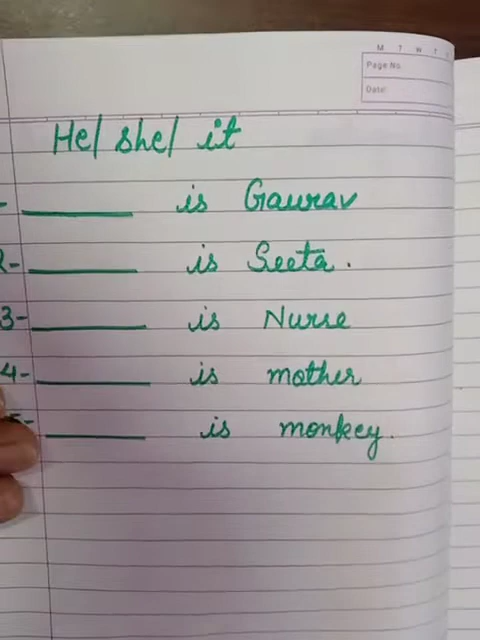 M T W T
Page No.
Date:
He/ she/ it
- ______ is Gaurav
2- ______ is Seeta.
3- ______ is Nurse
4- ______ is mother
5- ______ is monkey.